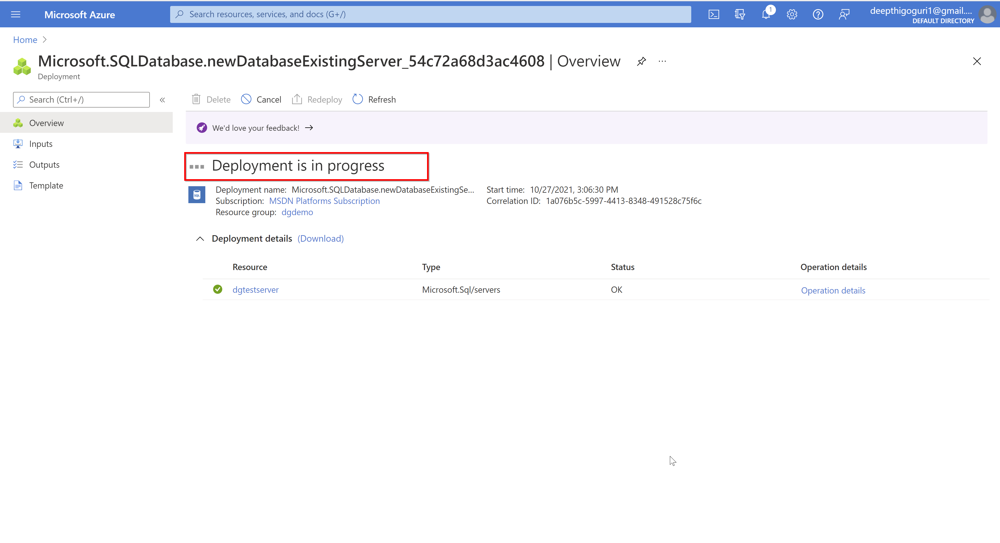 Microsoft Azure
Search resources, services, and docs (G+/)
1
deepthigoguri1@gmail....
DEFAULT DIRECTORY
Home
Microsoft.SQLDatabase.newDatabaseExistingServer_54c72a68d3ac4608 | Overview
Deployment
Search (Ctrl+/)
Delete
Cancel
Redeploy
Refresh
Overview
Inputs
Outputs
Template
We'd love your feedback! →
Deployment is in progress
SQL
Deployment name: Microsoft.SQLDatabase.newDatabaseExistingSe...
Subscription: MSDN Platforms Subscription
Resource group: dgdemo
Start time: 10/27/2021, 3:06:30 PM
Correlation ID: 1a076b5c-5997-4413-8348-491528c75f6c
Deployment details (Download)
Resource Type Status Operation details
dgtestserver Microsoft.Sql/servers OK Operation details